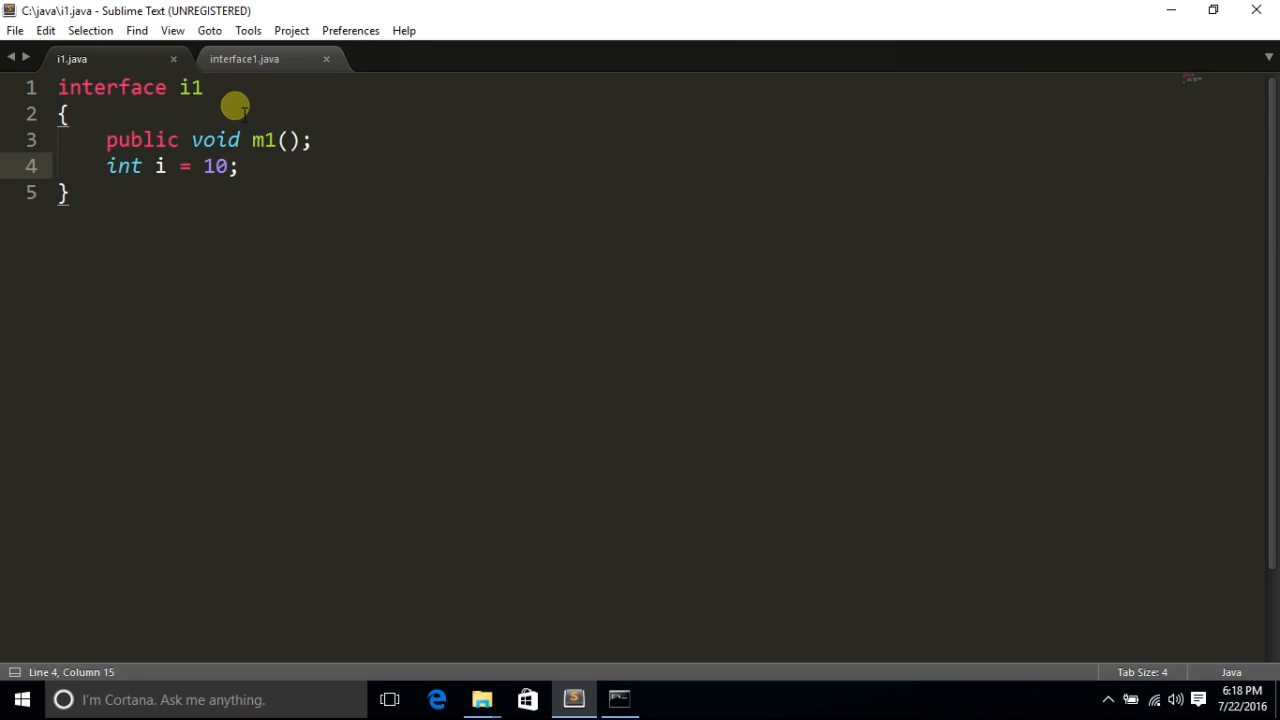 C:\java\i1.java - Sublime Text (UNREGISTERED)
File Edit Selection Find View Goto Tools Project Preferences Help
i1.java interface1.java
1 interface i1
2 {
3 public void m1();
4 int i = 10;
5 }
Line 4, Column 15 Tab Size: 4 Java
I'm Cortana. Ask me anything.
6:18 PM
7/22/2016